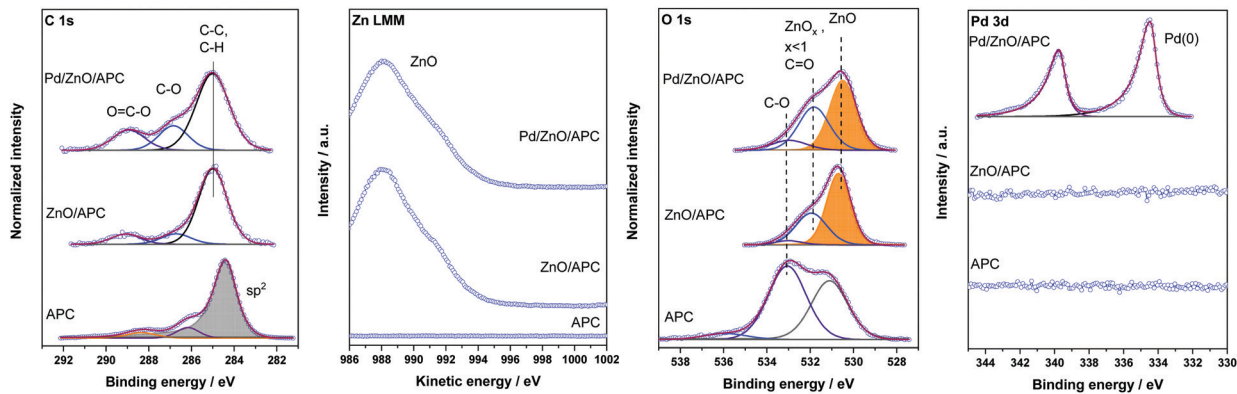 C 1s
C-C,
C-H
C-O
O=C-O
Pd/ZnO/APC
ZnO/APC
sp²
APC
Normalized intensity
292 290 288 286 284 282
Binding energy / eV
Zn LMM
ZnO
Pd/ZnO/APC
ZnO/APC
APC
Intensity / a.u.
986 988 990 992 994 996 998 1000 1002
Kinetic energy / eV
O 1s
ZnOₓ , ZnO
x<1
C=O
Pd/ZnO/APC
C-O
ZnO/APC
APC
Normalized intensity
538 536 534 532 530 528
Binding energy / eV
Pd 3d
Pd/ZnO/APC
Pd(0)
ZnO/APC
APC
Intensity / a.u.
344 342 340 338 336 334 332 330
Binding energy / eV